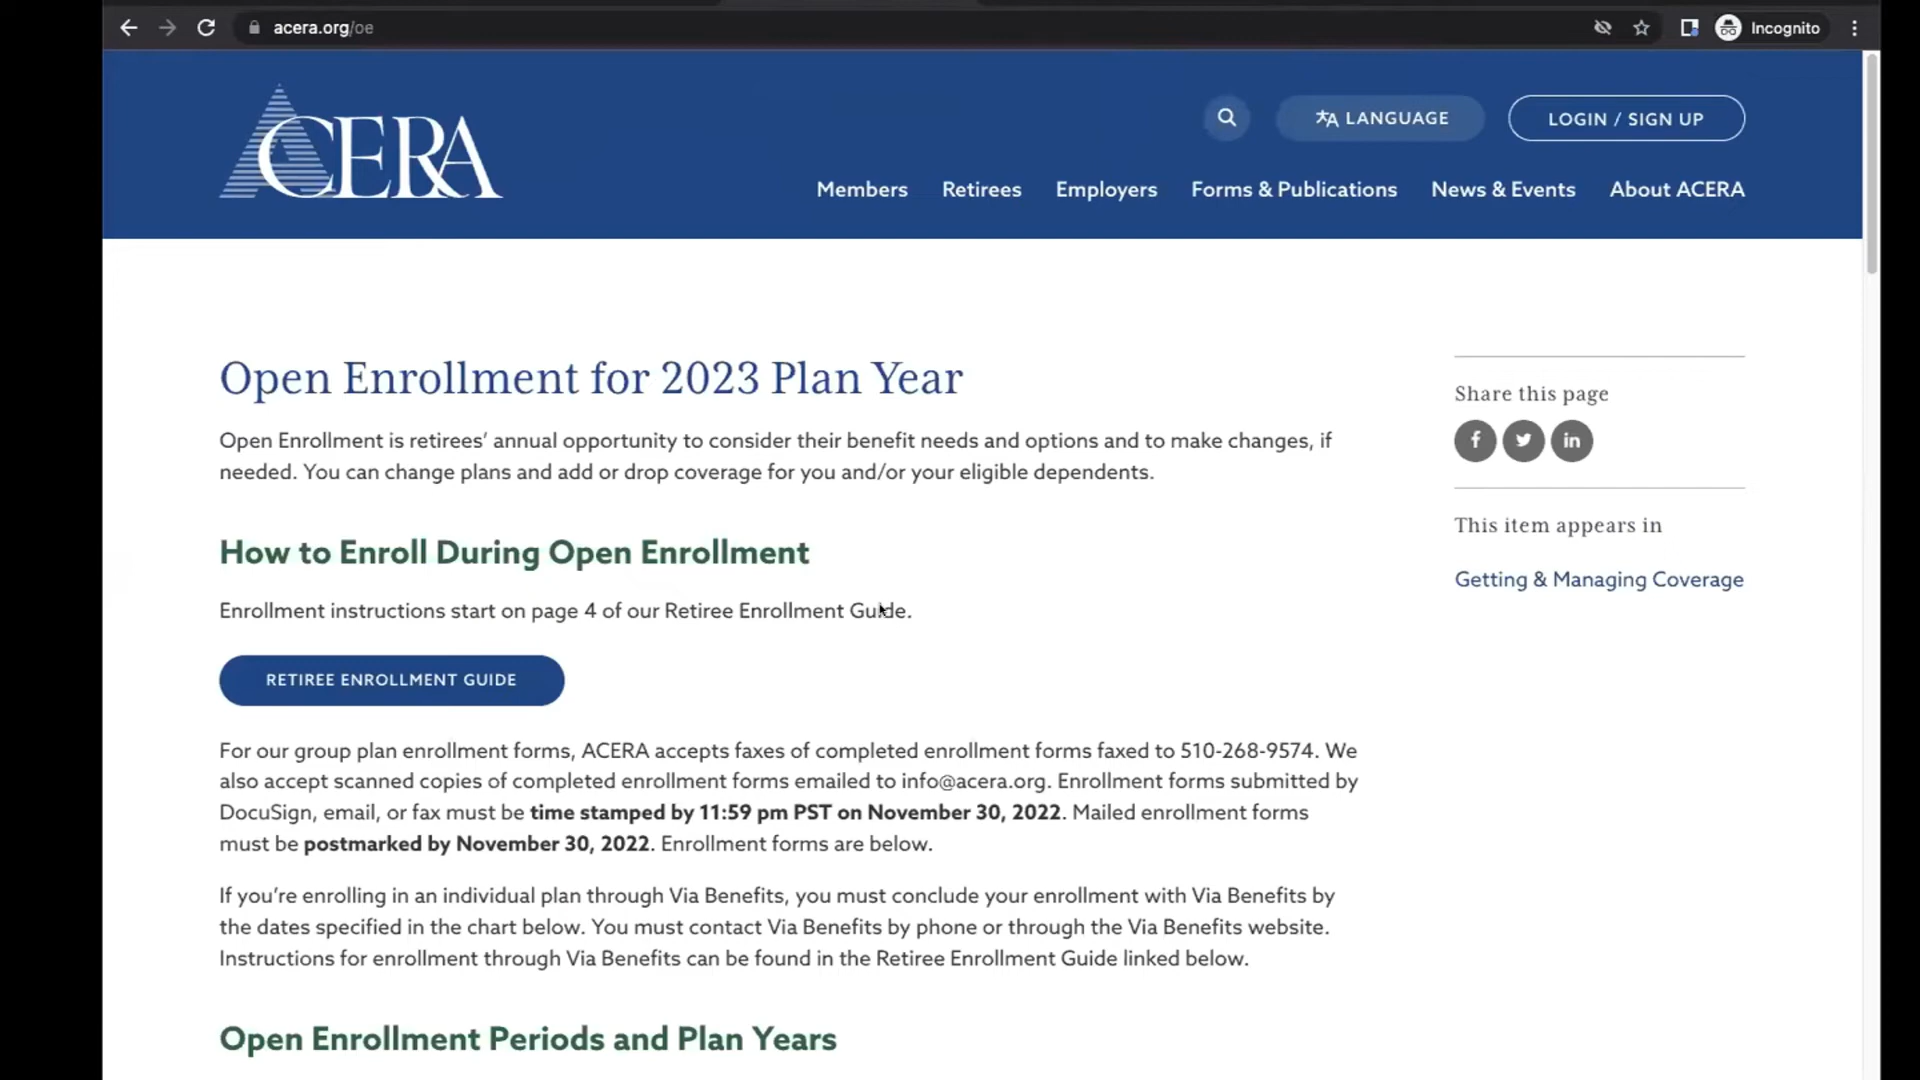 acera.org/oe
Incognito
ACERA
LANGUAGE
LOGIN / SIGN UP
Members
Retirees
Employers
Forms & Publications
News & Events
About ACERA
Open Enrollment for 2023 Plan Year
Open Enrollment is retirees’ annual opportunity to consider their benefit needs and options and to make changes, if
needed. You can change plans and add or drop coverage for you and/or your eligible dependents.
How to Enroll During Open Enrollment
Enrollment instructions start on page 4 of our Retiree Enrollment Guide.
RETIREE ENROLLMENT GUIDE
For our group plan enrollment forms, ACERA accepts faxes of completed enrollment forms faxed to 510-268-9574. We
also accept scanned copies of completed enrollment forms emailed to info@acera.org. Enrollment forms submitted by
DocuSign, email, or fax must be time stamped by 11:59 pm PST on November 30, 2022. Mailed enrollment forms
must be postmarked by November 30, 2022. Enrollment forms are below.
If you’re enrolling in an individual plan through Via Benefits, you must conclude your enrollment with Via Benefits by
the dates specified in the chart below. You must contact Via Benefits by phone or through the Via Benefits website.
Instructions for enrollment through Via Benefits can be found in the Retiree Enrollment Guide linked below.
Open Enrollment Periods and Plan Years
Share this page
This item appears in
Getting & Managing Coverage